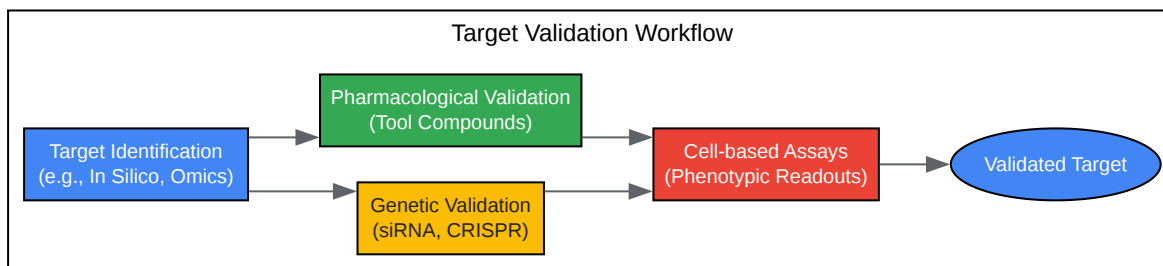 Target Validation Workflow
Target Identification
(e.g., In Silico, Omics)
Pharmacological Validation
(Tool Compounds)
Genetic Validation
(siRNA, CRISPR)
Cell-based Assays
(Phenotypic Readouts)
Validated Target